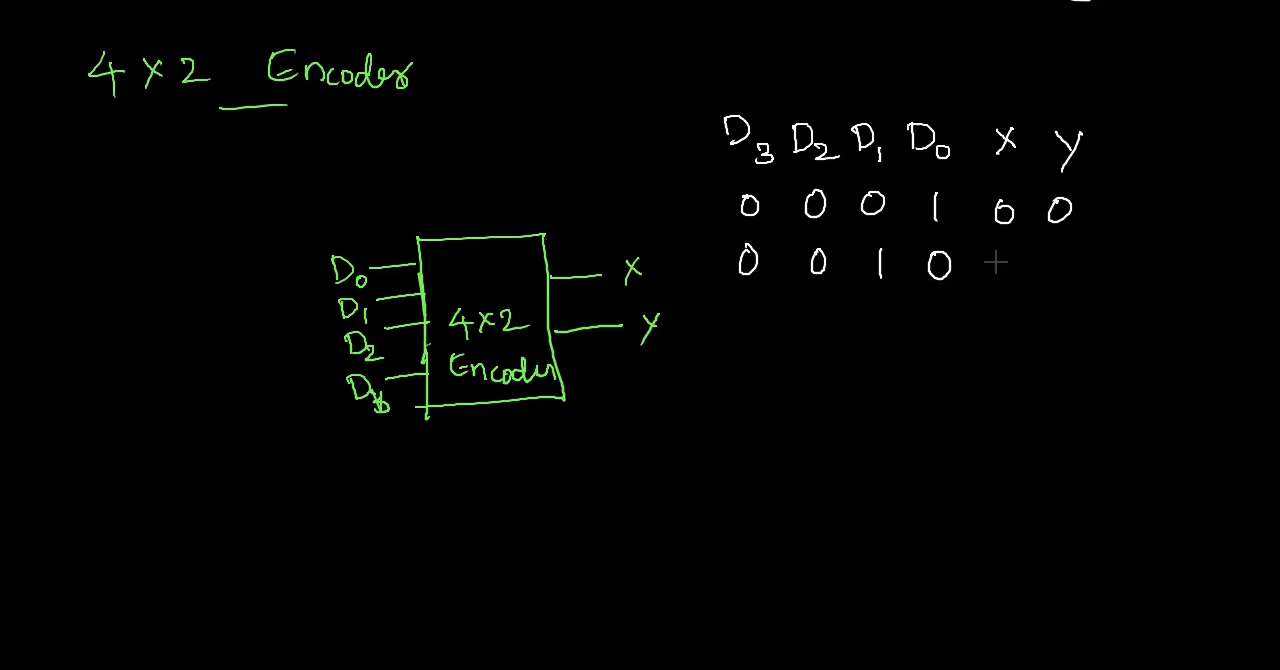 4 x 2 Encoder
D3 D2 D1 D0 X Y
0 0 0 1 0 0
0 0 1 0
D0
D1
D2
4x2
Encoder
X
Y